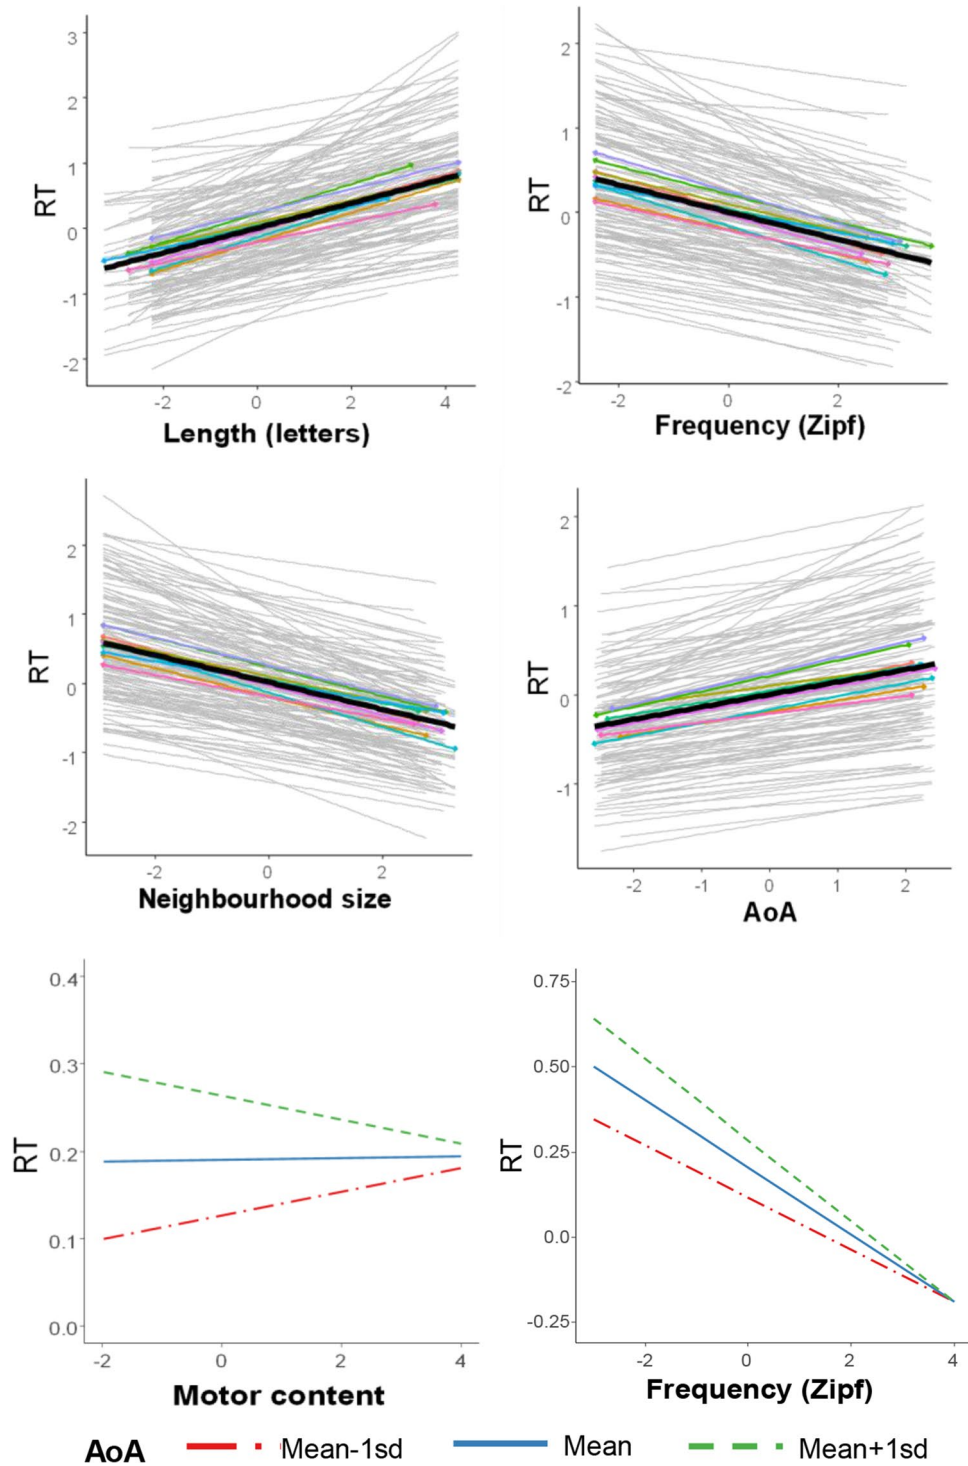 3
2
1
0
-1
-2
RT
-2 0 2 4
Length (letters)
2
1
0
-1
-2
RT
-2 0 2
Frequency (Zipf)
2
1
0
-1
-2
RT
-2 0 2
Neighbourhood size
2
1
0
-1
RT
-2 -1 0 1 2
AoA
0.4
0.3
0.2
0.1
0.0
RT
-2 0 2 4
Motor content
0.75
0.50
0.25
0.0
-0.25
RT
-2 0 2 4
Frequency (Zipf)
AoA Mean-1sd Mean Mean+1sd